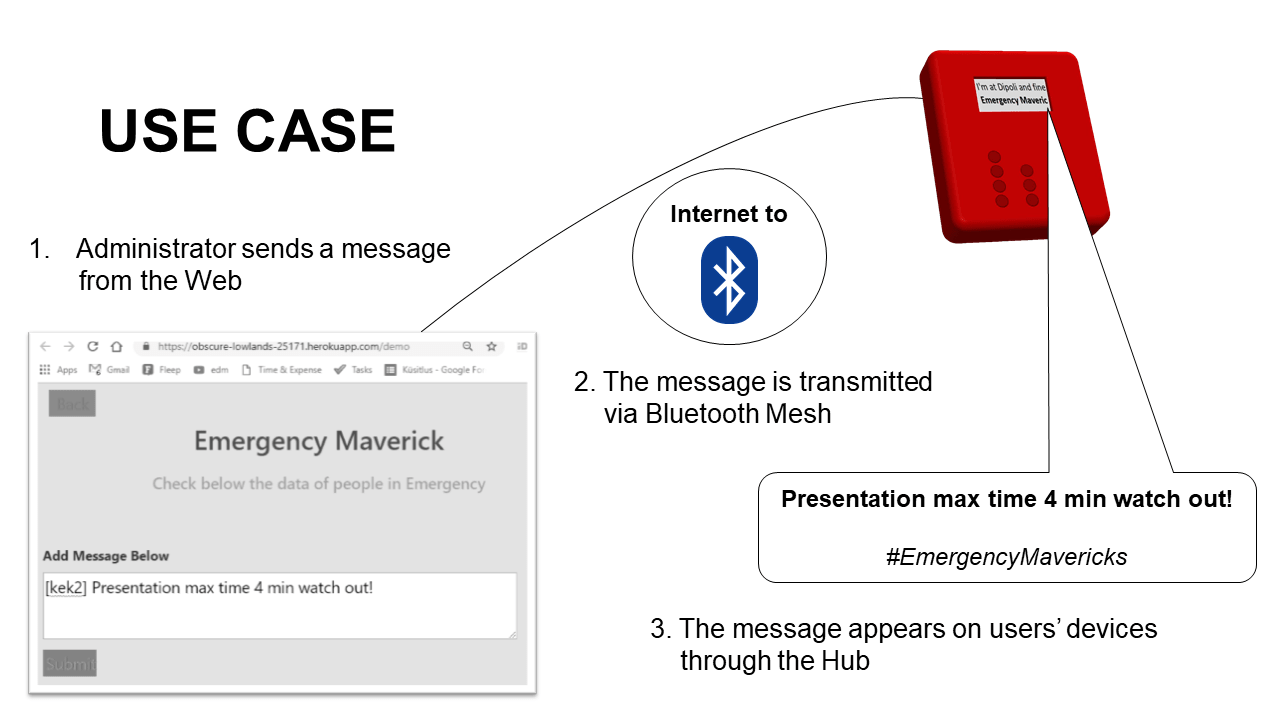 USE CASE
1. Administrator sends a message
from the Web
https://obscure-lowlands-25171.herokuapp.com/demo
Apps Gmail Fleep edm Time & Expense Tasks Küsitlus - Google Fo
Back
Emergency Maverick
Check below the data of people in Emergency
Add Message Below
[kek2] Presentation max time 4 min watch out!
Submit
Internet to
2. The message is transmitted
via Bluetooth Mesh
I'm at Dipoli and fine
Emergency Maveric
Presentation max time 4 min watch out!
#EmergencyMavericks
3. The message appears on users’ devices
through the Hub